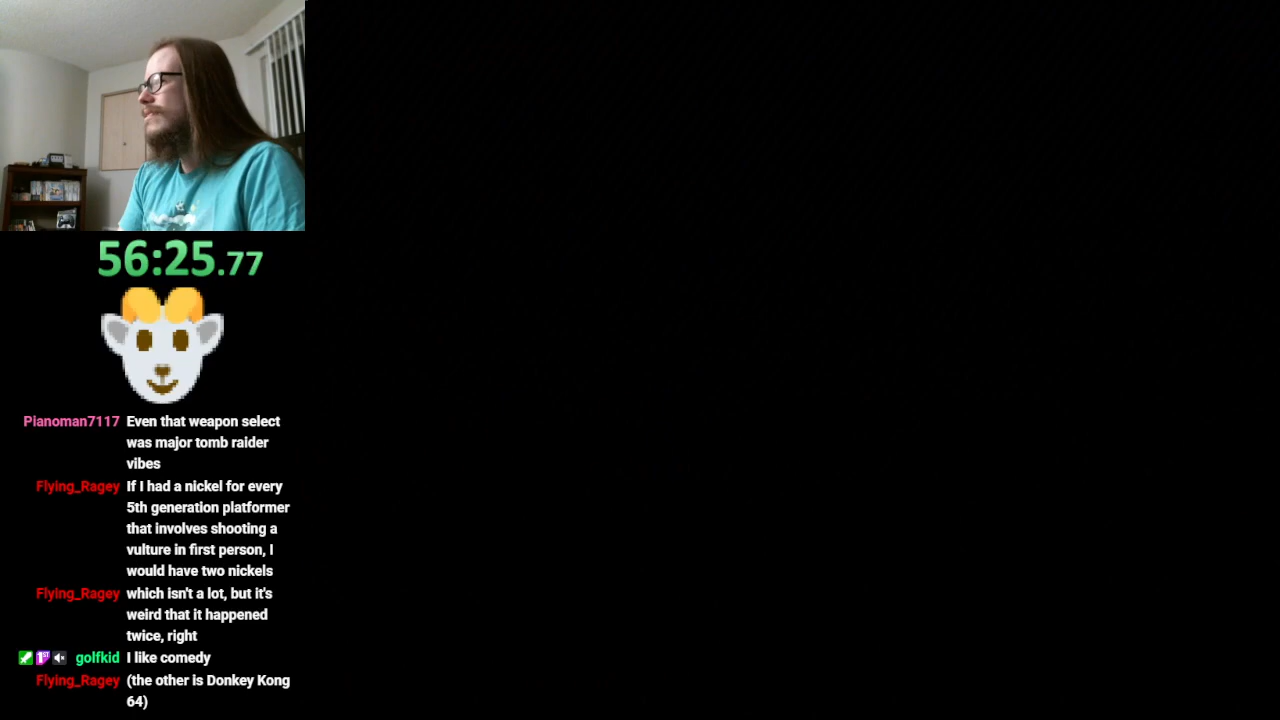 56:25.77
Pianoman7117 Even that weapon select
was major tomb raider
vibes
Flying_Ragey If I had a nickel for every
5th generation platformer
that involves shooting a
vulture in first person, I
would have two nickels
Flying_Ragey which isn't a lot, but it's
weird that it happened
twice, right
1ST golfkid I like comedy
Flying_Ragey (the other is Donkey Kong
64)